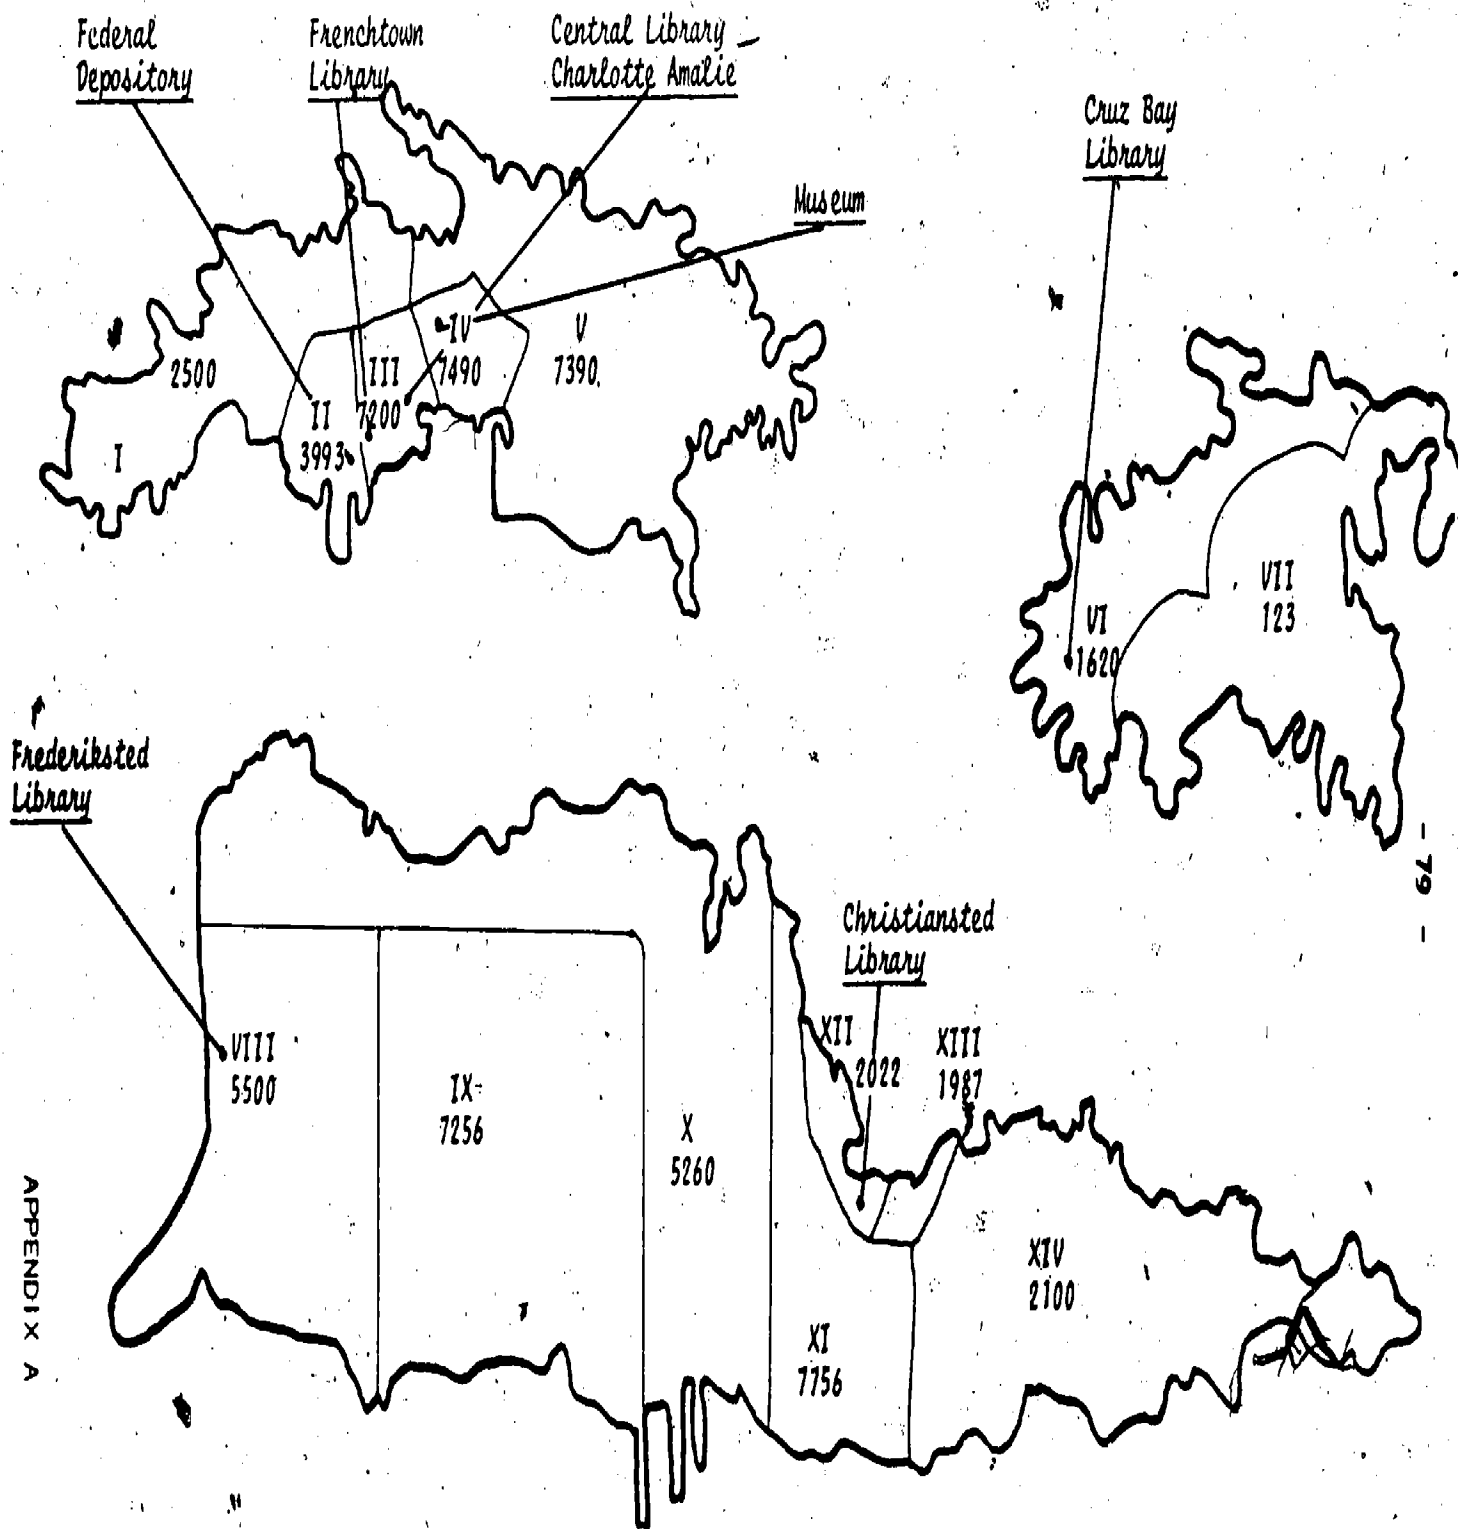 Federal
Depository
Frenchtown
Library
Central Library
Charlotte Amalie
Museum
Cruz Bay
Library
I
2500
II
3993
III
7200
IV
7490
V
7390
VI
1620
VII
123
Frederiksted
Library
Christiansted
Library
VIII
5500
IX
7256
X
5260
XI
7756
XII
2022
XIII
1987
XIV
2100
- 79 -
APPENDIX A